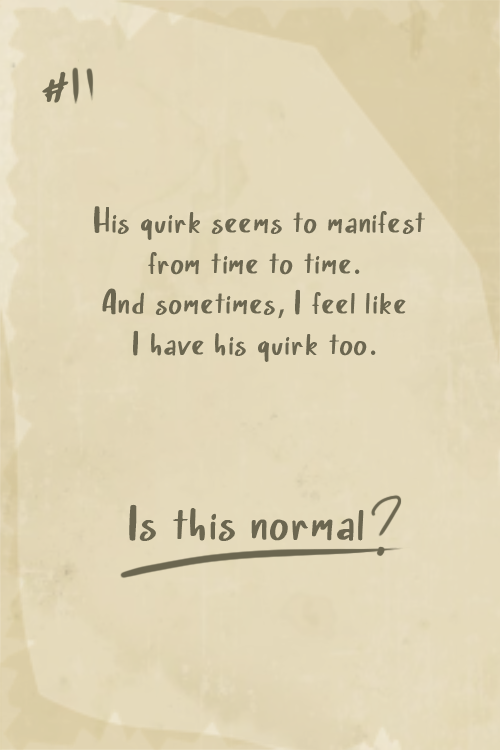 #11
His quirk seems to manifest
from time to time.
And sometimes, I feel like
I have his quirk too.
Is this normal?